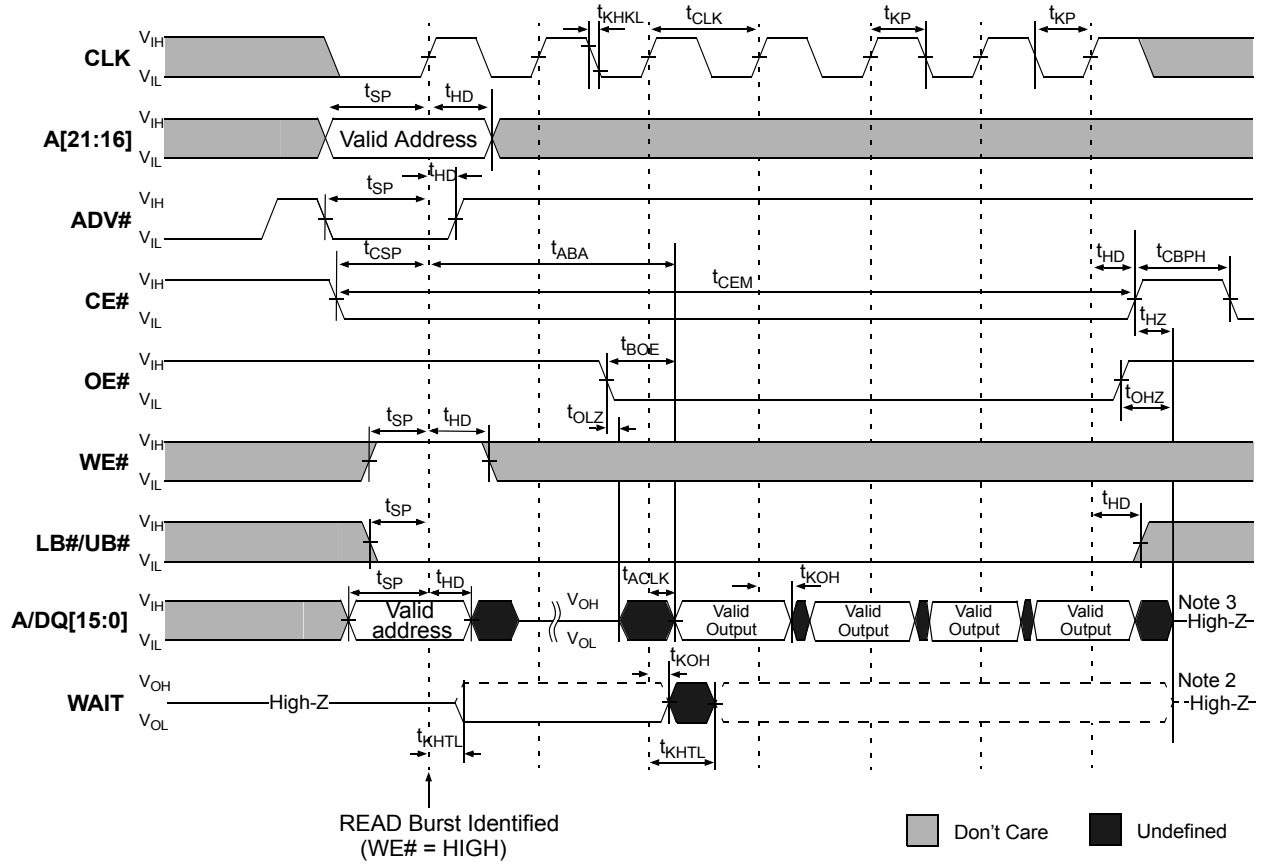 tKHKL tCLK tKP tKP
CLK VIH
VIL
tSP tHD
A[21:16] VIH Valid Address
VIL
tHD
tSP
ADV# VIH
VIL
tCSP tABA tHD tCBPH
tCEM
CE# VIH
VIL
tHZ
tBOE
OE# VIH
VIL
tOHZ
tOLZ
tSP tHD
WE# VIH
VIL
tSP tHD
LB#/UB# VIH
VIL
tSP tHD tACLK tKOH
A/DQ[15:0] VIH Valid address VOH Valid Output Valid Output Valid Output Valid Output Note 3
VIL VOL High-Z
tKOH
WAIT VOH Note 2
High-Z High-Z
VOL
tKHTL tKHTL
READ Burst Identified
(WE# = HIGH)
Don't Care Undefined